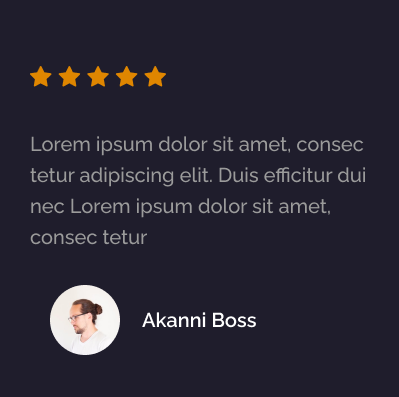 Lorem ipsum dolor sit amet, consec
tetur adipiscing elit. Duis efficitur dui
nec Lorem ipsum dolor sit amet,
consec tetur
Akanni Boss